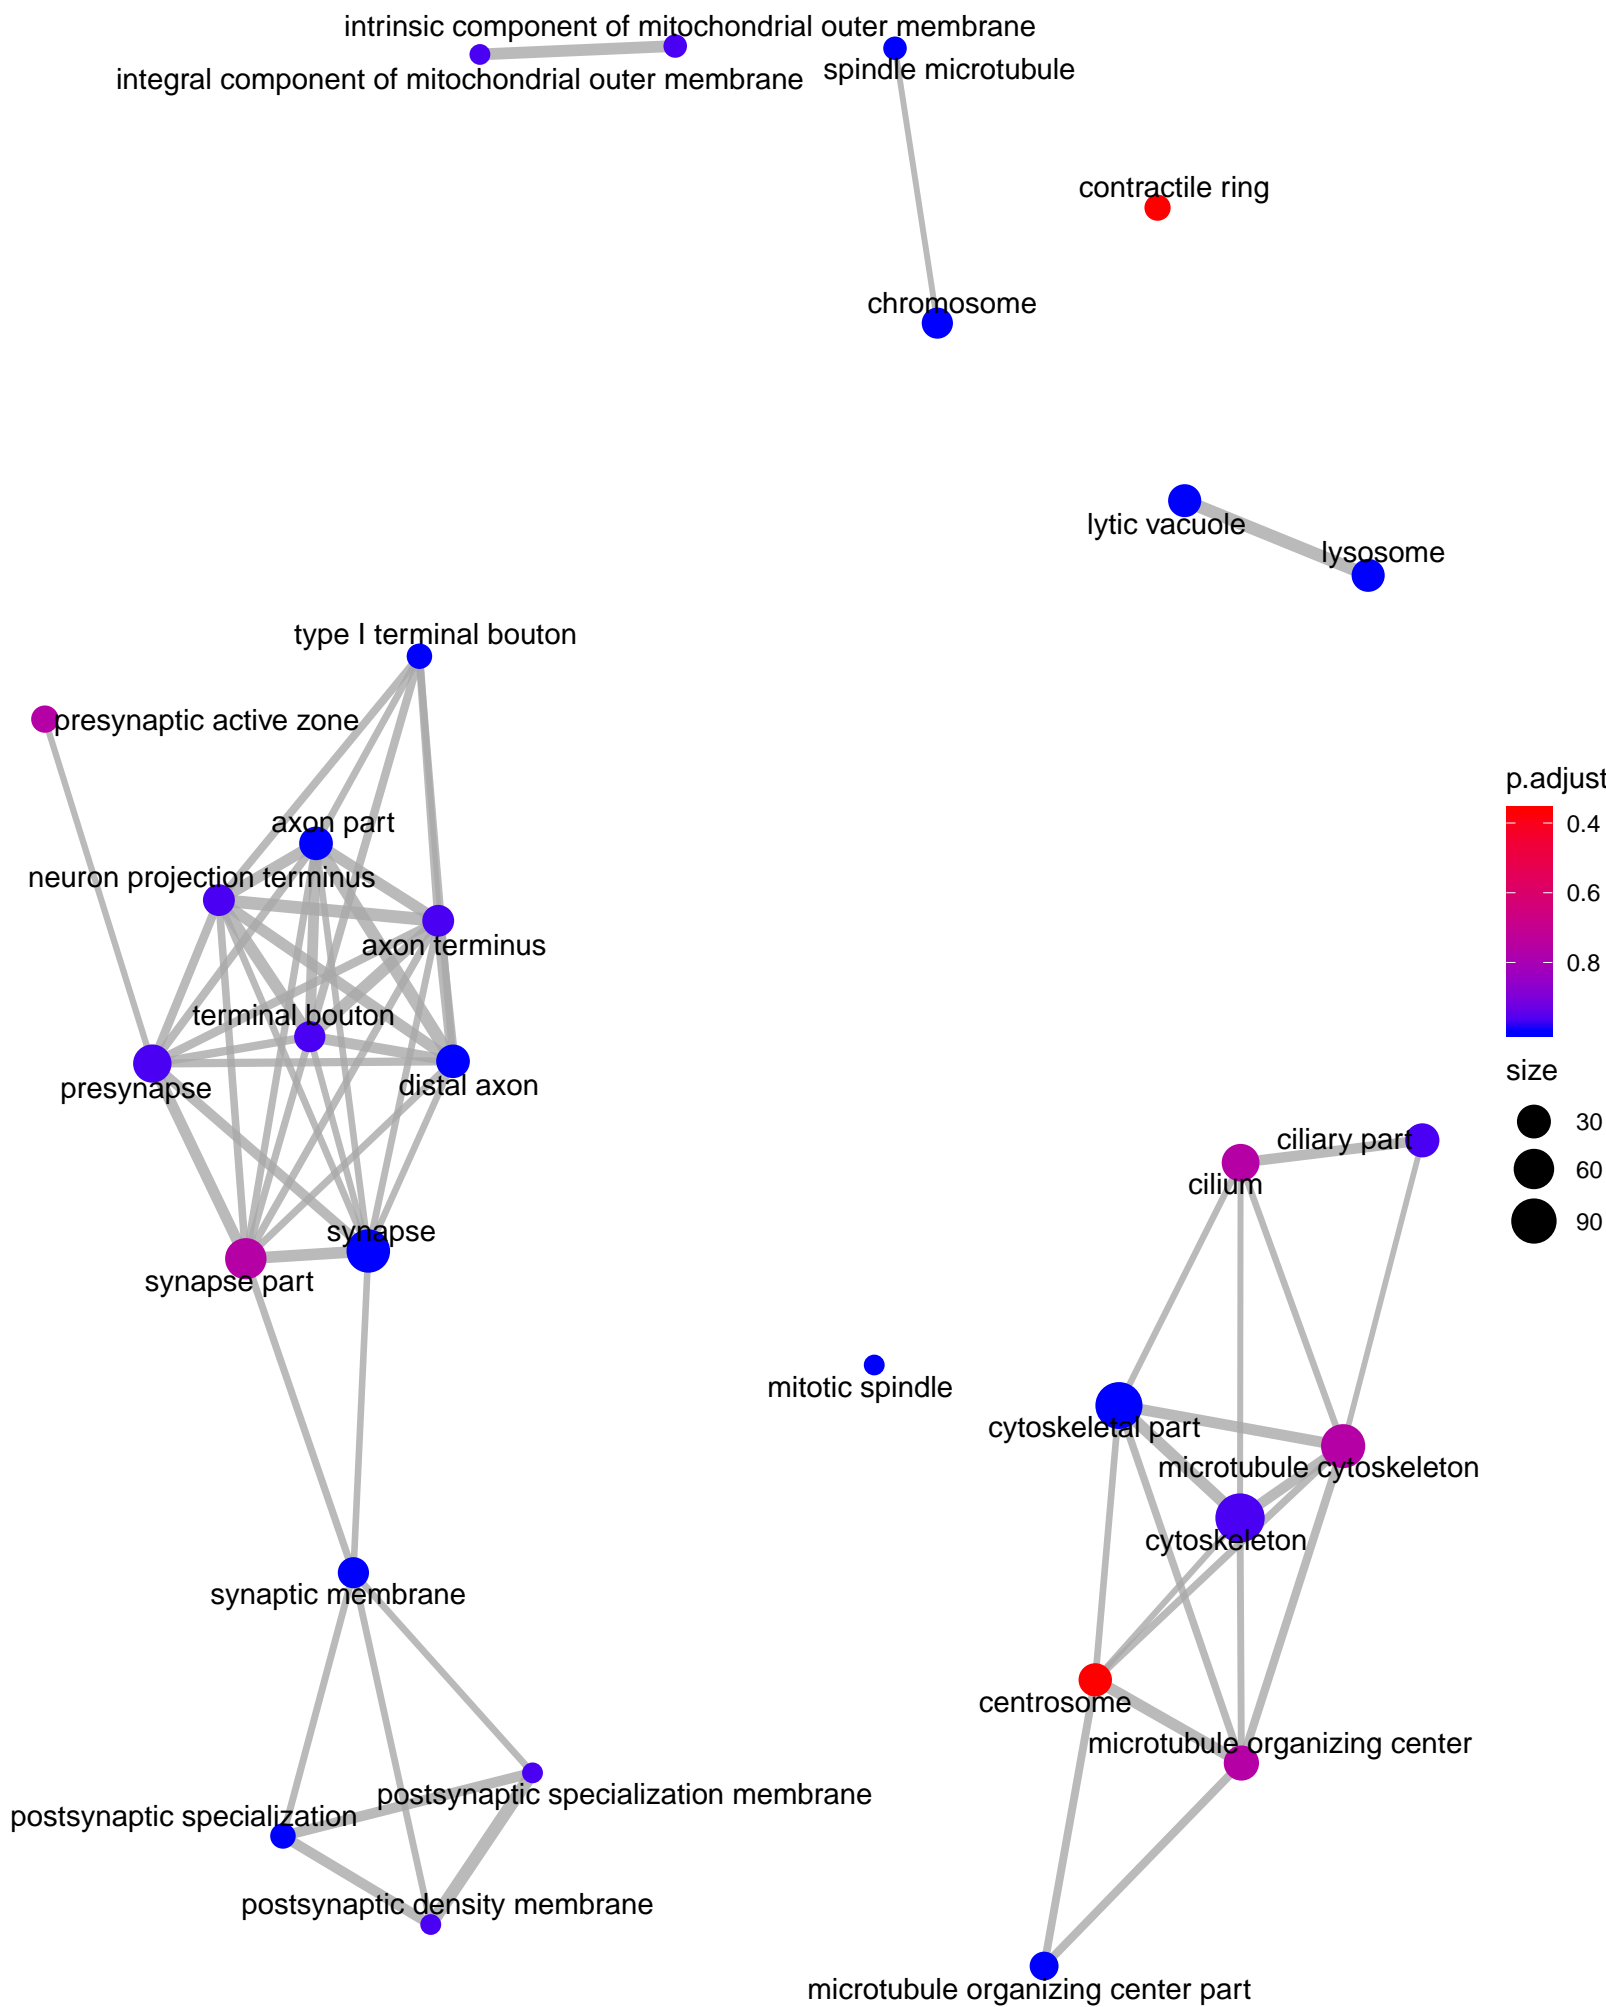 intrinsic component of mitochondrial outer membrane
integral component of mitochondrial outer membrane
spindle microtubule
contractile ring
chromosome
lytic vacuole
lysosome
type I terminal bouton
presynaptic active zone
axon part
neuron projection terminus
axon terminus
terminal bouton
presynapse
distal axon
synapse
synapse part
synaptic membrane
postsynaptic specialization membrane
postsynaptic specialization
postsynaptic density membrane
mitotic spindle
ciliary part
cilium
cytoskeletal part
microtubule cytoskeleton
cytoskeleton
centrosome
microtubule organizing center
microtubule organizing center part
p.adjust
0.4
0.6
0.8
size
30
60
90